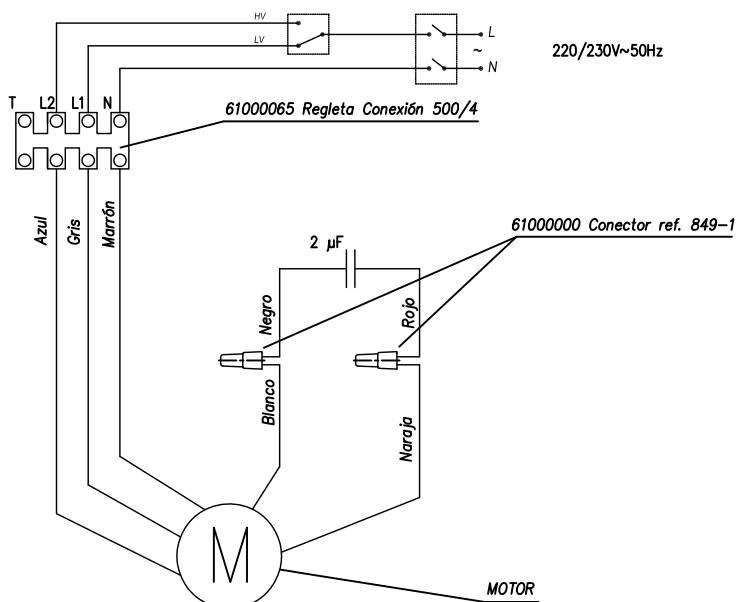 HV
LV
L
~
N
220/230V~50Hz
T L2 L1 N
61000065 Regleta Conexión 500/4
Azul
Gris
Marrón
61000000 Conector ref. 849-1
2 µF
Negro
Rojo
Blanco
Naraja
M
MOTOR